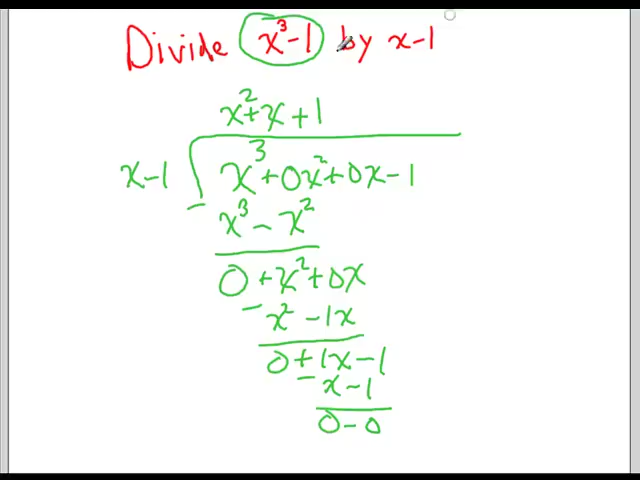 Divide x³-1 by x-1
x²+x+1
x-1 x³+0x²+0x-1
- x³-x²
0+x²+0x
- x²-1x
0+1x-1
- x-1
0-0